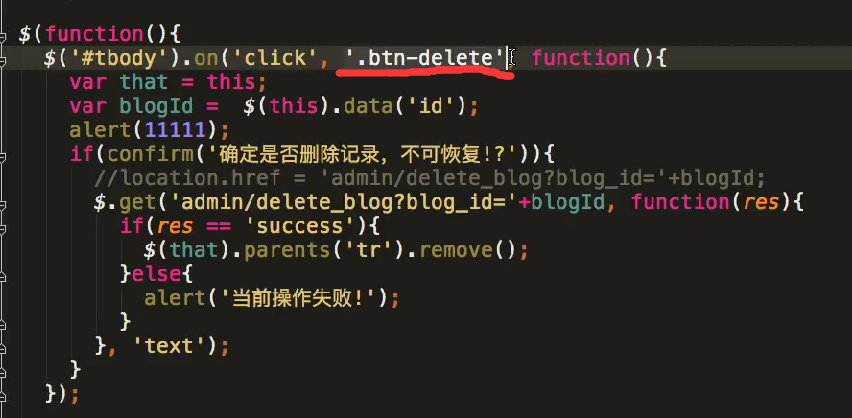 $(function(){
$('#tbody').on('click', '.btn-delete' function(){
var that = this;
var blogId =  $(this).data('id');
alert(11111);
if(confirm('确定是否删除记录，不可恢复!?')){
//location.href = 'admin/delete_blog?blog_id='+blogId;
$.get('admin/delete_blog?blog_id='+blogId, function(res){
if(res == 'success'){
$(that).parents('tr').remove();
}else{
alert('当前操作失败!');
}
}, 'text');
}
});